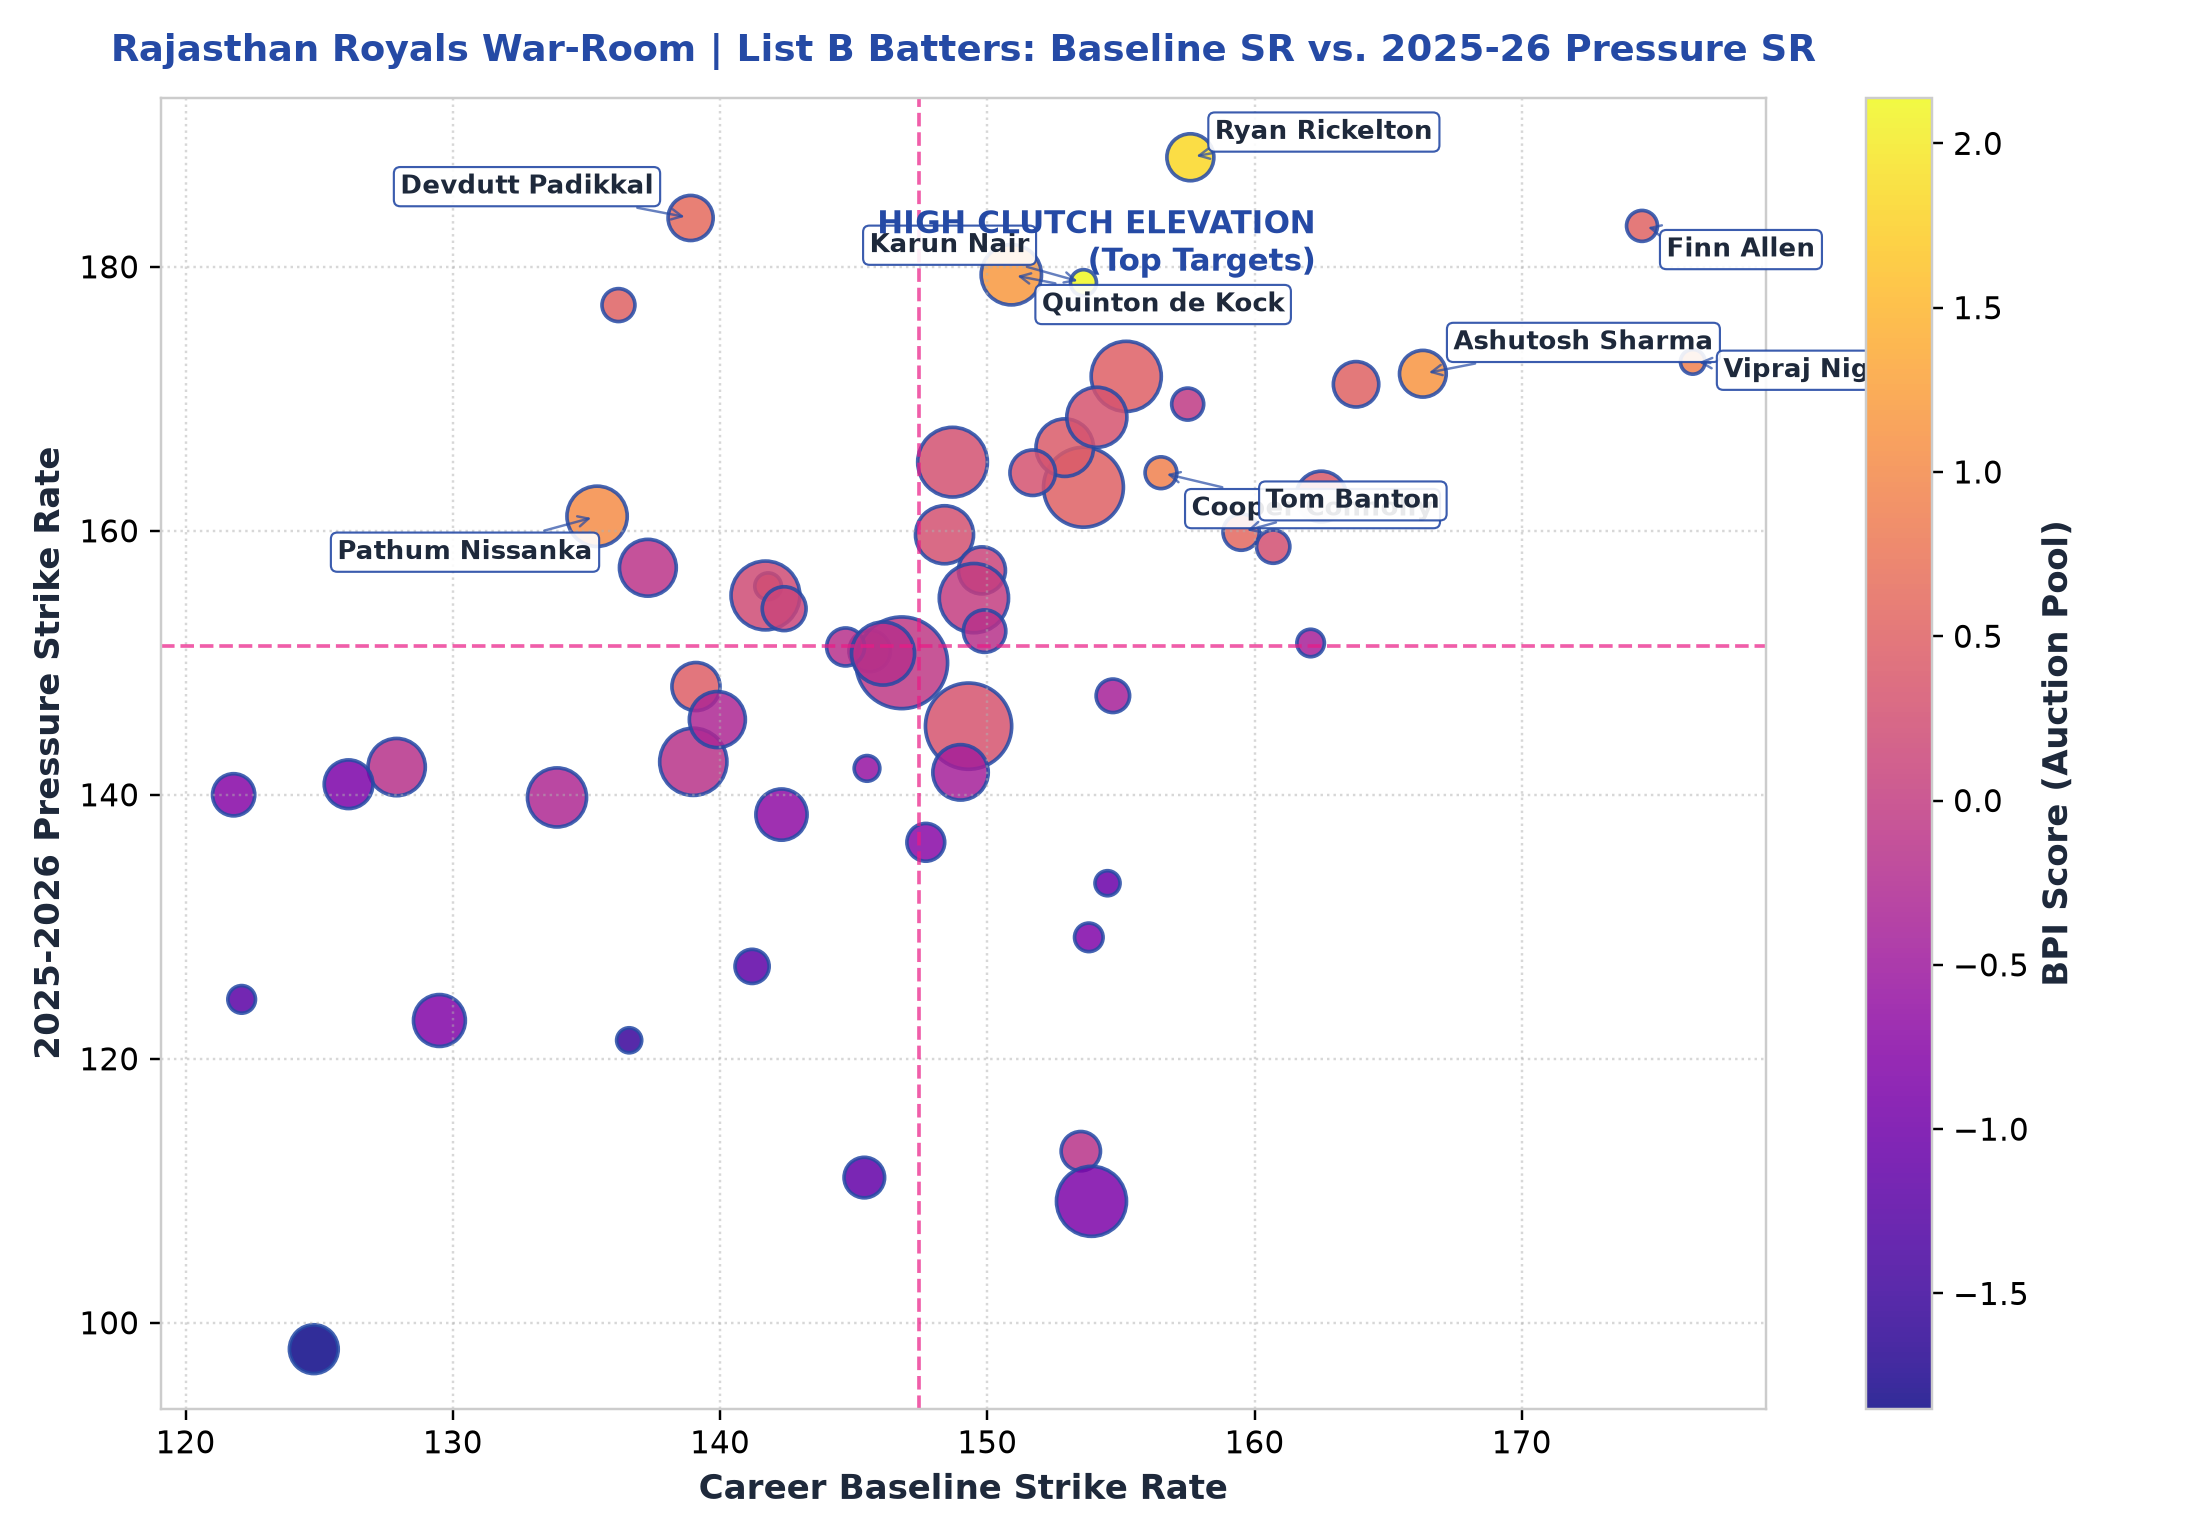 Rajasthan Royals War-Room | List B Batters: Baseline SR vs. 2025-26 Pressure SR
Ryan Rickelton
Devdutt Padikkal
HIGH CLUTCH ELEVATION
(Top Targets)
Karun Nair
Finn Allen
Quinton de Kock
Ashutosh Sharma
Vipraj Nig
Cooper Connolly
Tom Banton
Pathum Nissanka
2025-2026 Pressure Strike Rate
180
160
140
120
100
120
130
140
150
160
170
Career Baseline Strike Rate
2.0
1.5
1.0
0.5
0.0
−0.5
−1.0
−1.5
BPI Score (Auction Pool)